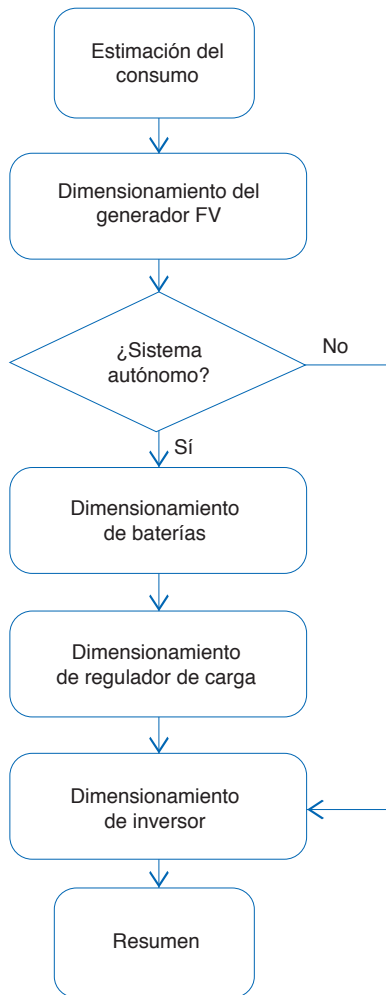 Estimación del
consumo
Dimensionamiento del
generador FV
¿Sistema
autónomo?
No
Sí
Dimensionamiento
de baterías
Dimensionamiento
de regulador de carga
Dimensionamiento
de inversor
Resumen